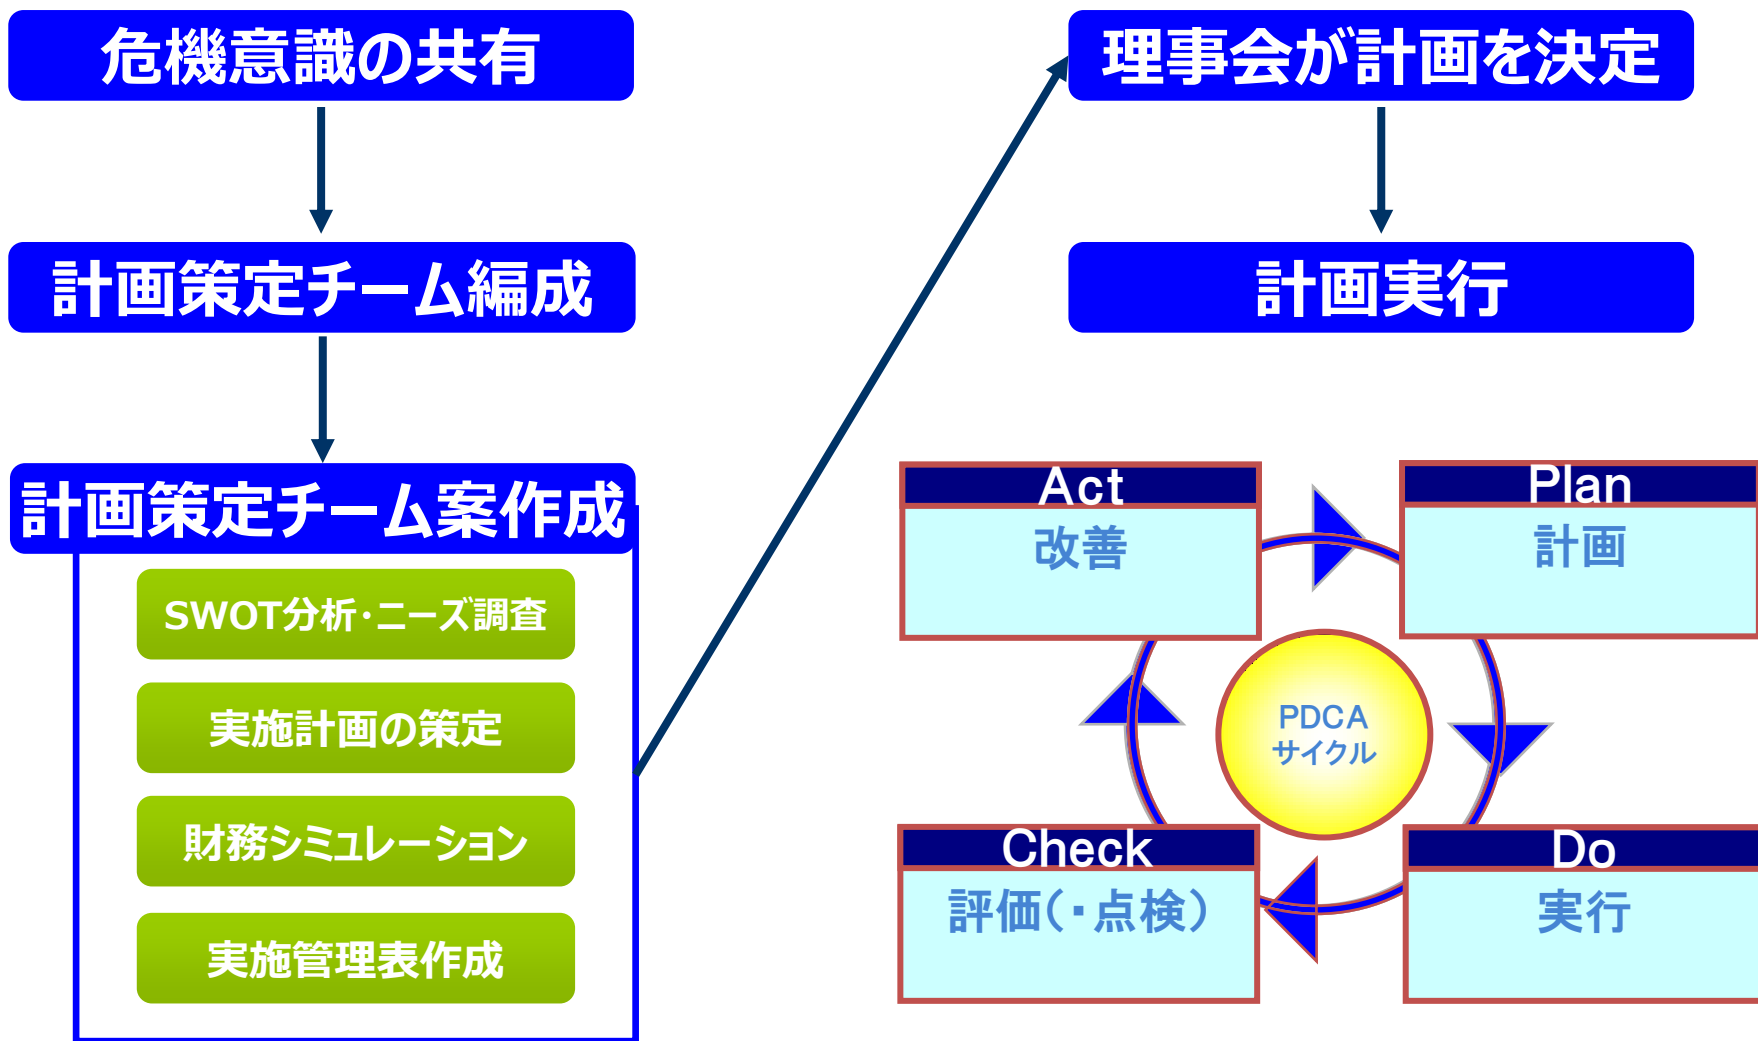 危機意識の共有
計画策定チーム編成
計画策定チーム案作成
SWOT分析・ニーズ調査
実施計画の策定
財務シミュレーション
実施管理表作成
理事会が計画を決定
計画実行
Act
改善
Plan
計画
PDCA
サイクル
Check
評価(・点検)
Do
実行